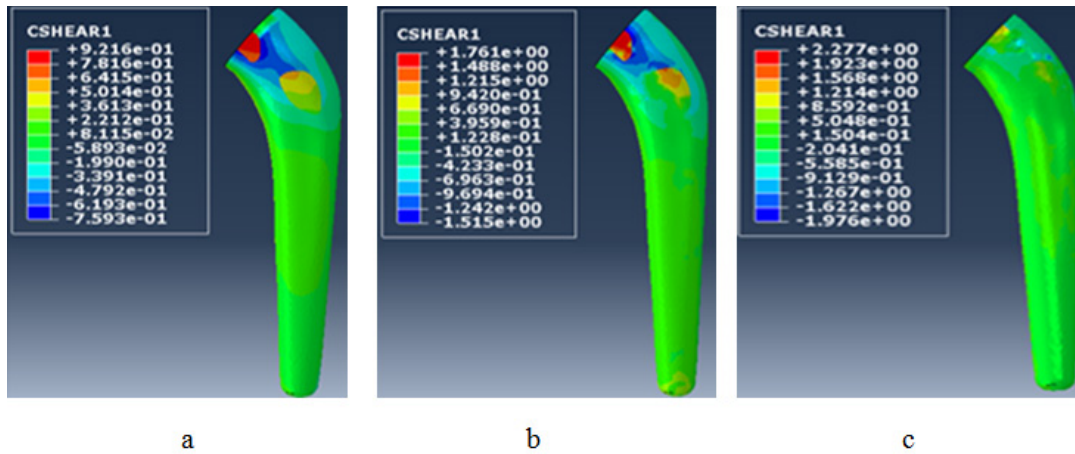 CSHEAR1
+9.216e-01
+7.816e-01
+6.415e-01
+5.014e-01
+3.613e-01
+2.212e-01
+8.115e-02
-5.893e-02
-1.990e-01
-3.391e-01
-4.792e-01
-6.193e-01
-7.593e-01
CSHEAR1
+1.761e+00
+1.488e+00
+1.215e+00
+9.420e-01
+6.690e-01
+3.959e-01
+1.228e-01
-1.502e-01
-4.233e-01
-6.963e-01
-9.694e-01
-1.242e+00
-1.515e+00
CSHEAR1
+2.277e+00
+1.923e+00
+1.568e+00
+1.214e+00
+8.592e-01
+5.048e-01
+1.504e-01
-2.041e-01
-5.585e-01
-9.129e-01
-1.267e+00
-1.622e+00
-1.976e+00
a
b
c